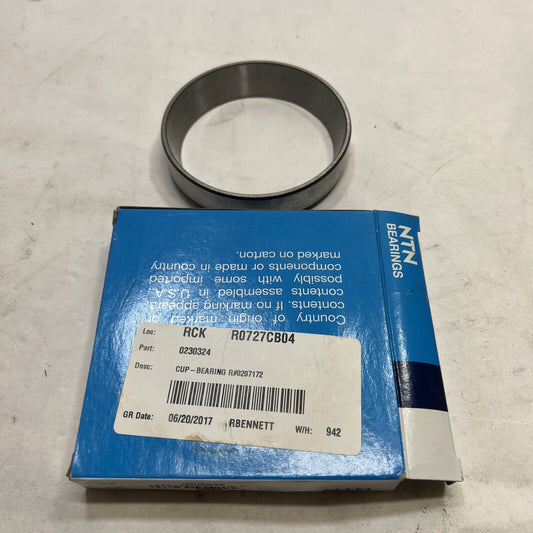 NTN
BEARINGS
Country of origin marked on
contents. If no marking appears,
contents assembled in U.S.A.,
possibly with some imported
components or made in country
marked on carton.
Loc: RCK R0727CB04
Part: 0230324
Desc: CUP-BEARING R#0207172
GR Date: 06/20/2017 RBENNETT W/H: 942